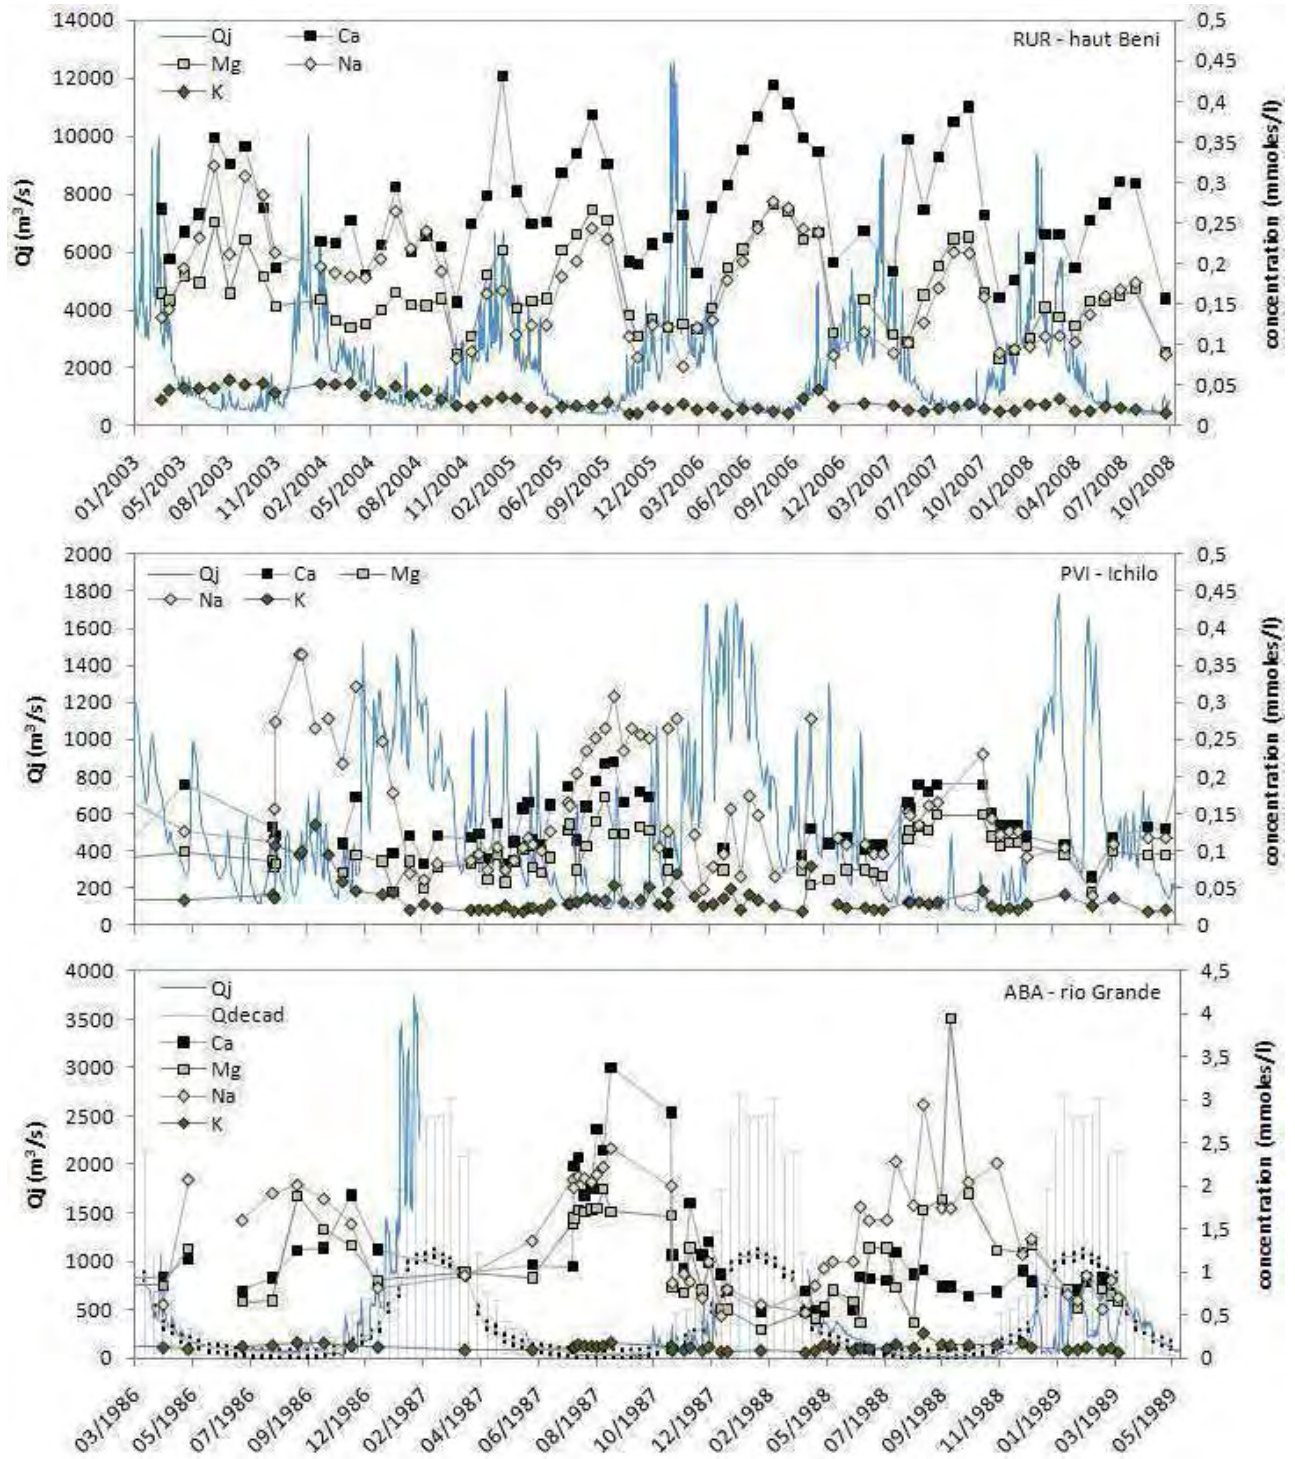 14000
12000
10000
8000
6000
4000
2000
0
Qj (m³/s)
Qj Ca
Mg Na
K
RUR - haut Beni
0,5
0,45
0,4
0,35
0,3
0,25
0,2
0,15
0,1
0,05
0
concentration (mmoles/l)
01/2003 05/2003 08/2003 11/2003 02/2004 05/2004 08/2004 11/2004 02/2005 06/2005 09/2005 12/2005 03/2006 06/2006 09/2006 12/2006 03/2007 07/2007 10/2007 01/2008 04/2008 07/2008 10/2008
2000
1800
1600
1400
1200
1000
800
600
400
200
0
Qj (m³/s)
Qj Ca Mg
Na K
PVI - Ichilo
0,5
0,45
0,4
0,35
0,3
0,25
0,2
0,15
0,1
0,05
0
concentration (mmoles/l)
4000
3500
3000
2500
2000
1500
1000
500
0
Qj (m³/s)
Qj
Qdecad
Ca
Mg
Na
K
ABA - rio Grande
4,5
4
3,5
3
2,5
2
1,5
1
0,5
0
concentration (mmoles/l)
03/1986 05/1986 07/1986 09/1986 12/1986 02/1987 04/1987 06/1987 08/1987 10/1987 12/1987 02/1988 05/1988 07/1988 09/1988 11/1988 01/1989 03/1989 05/1989